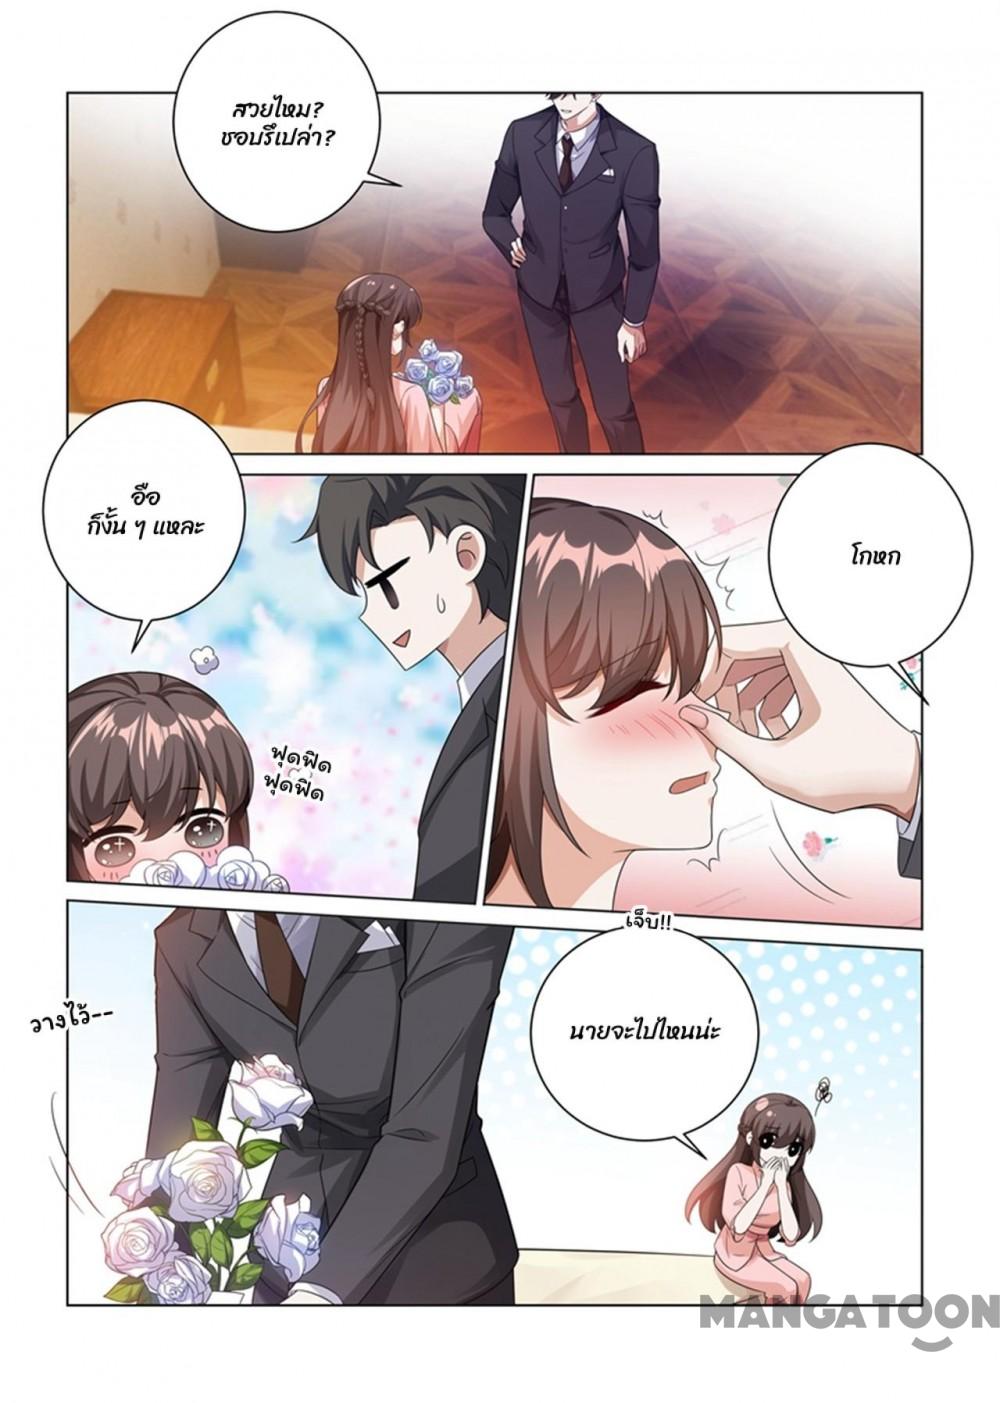 สวยไหม?
ชอบรึเปล่า?
อือ
ก็งั้น ๆ แหละ
โกหก
ฟุดฟิด
ฟุดฟิด
เจ็บ!!
วางไว้--
นายจะไปไหนน่ะ
MANGATOON